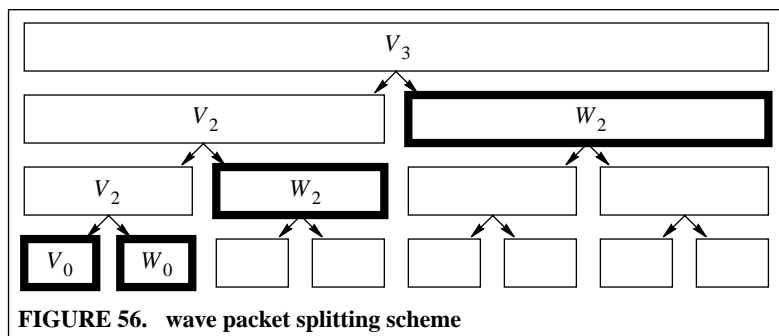 V₃
V₂ W₂
V₂ W₂
V₀ W₀
FIGURE 56. wave packet splitting scheme